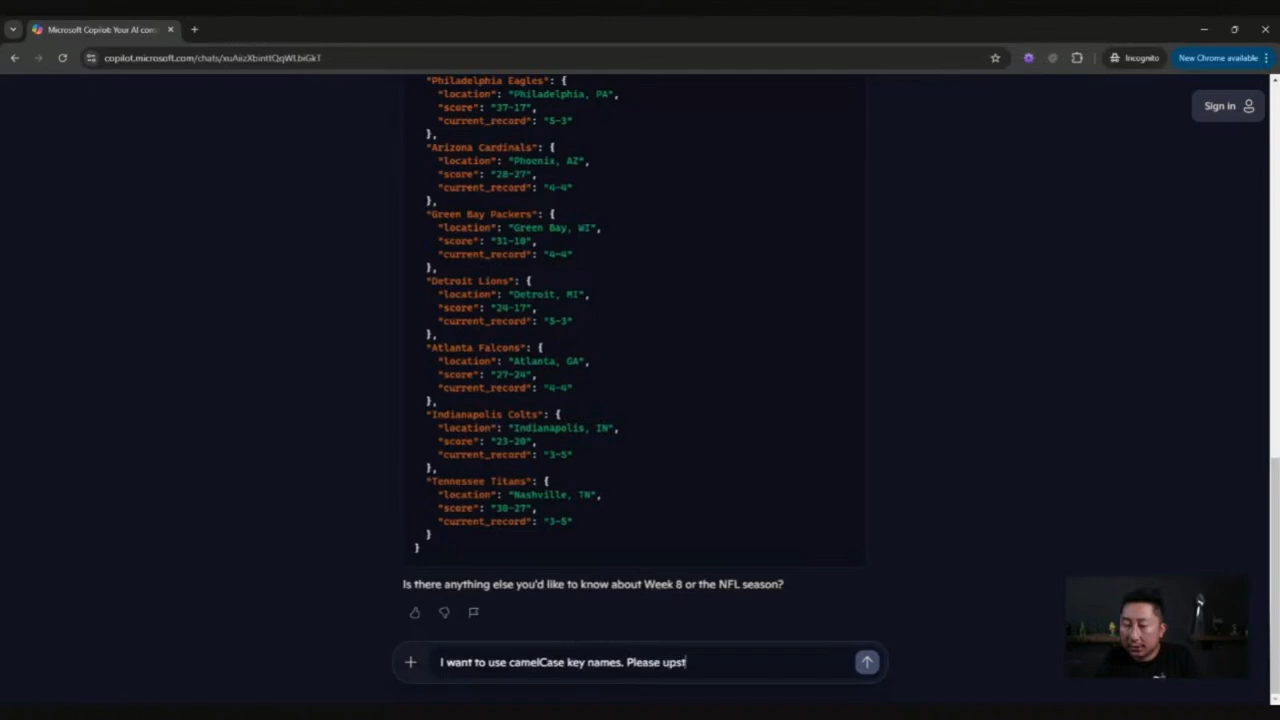 Microsoft Copilot: Your AI com
copilot.microsoft.com/chats/xuAiizXbinttQqWLbiGkT
Incognito
New Chrome available
Sign in
"Philadelphia Eagles": {
"location": "Philadelphia, PA",
"score": "37-17",
"current_record": "5-3"
},
"Arizona Cardinals": {
"location": "Phoenix, AZ",
"score": "28-27",
"current_record": "4-4"
},
"Green Bay Packers": {
"location": "Green Bay, WI",
"score": "31-10",
"current_record": "4-4"
},
"Detroit Lions": {
"location": "Detroit, MI",
"score": "24-17",
"current_record": "5-3"
},
"Atlanta Falcons": {
"location": "Atlanta, GA",
"score": "27-24",
"current_record": "4-4"
},
"Indianapolis Colts": {
"location": "Indianapolis, IN",
"score": "23-20",
"current_record": "3-5"
},
"Tennessee Titans": {
"location": "Nashville, TN",
"score": "30-27",
"current_record": "3-5"
}
}
Is there anything else you'd like to know about Week 8 or the NFL season?
I want to use camelCase key names. Please upst